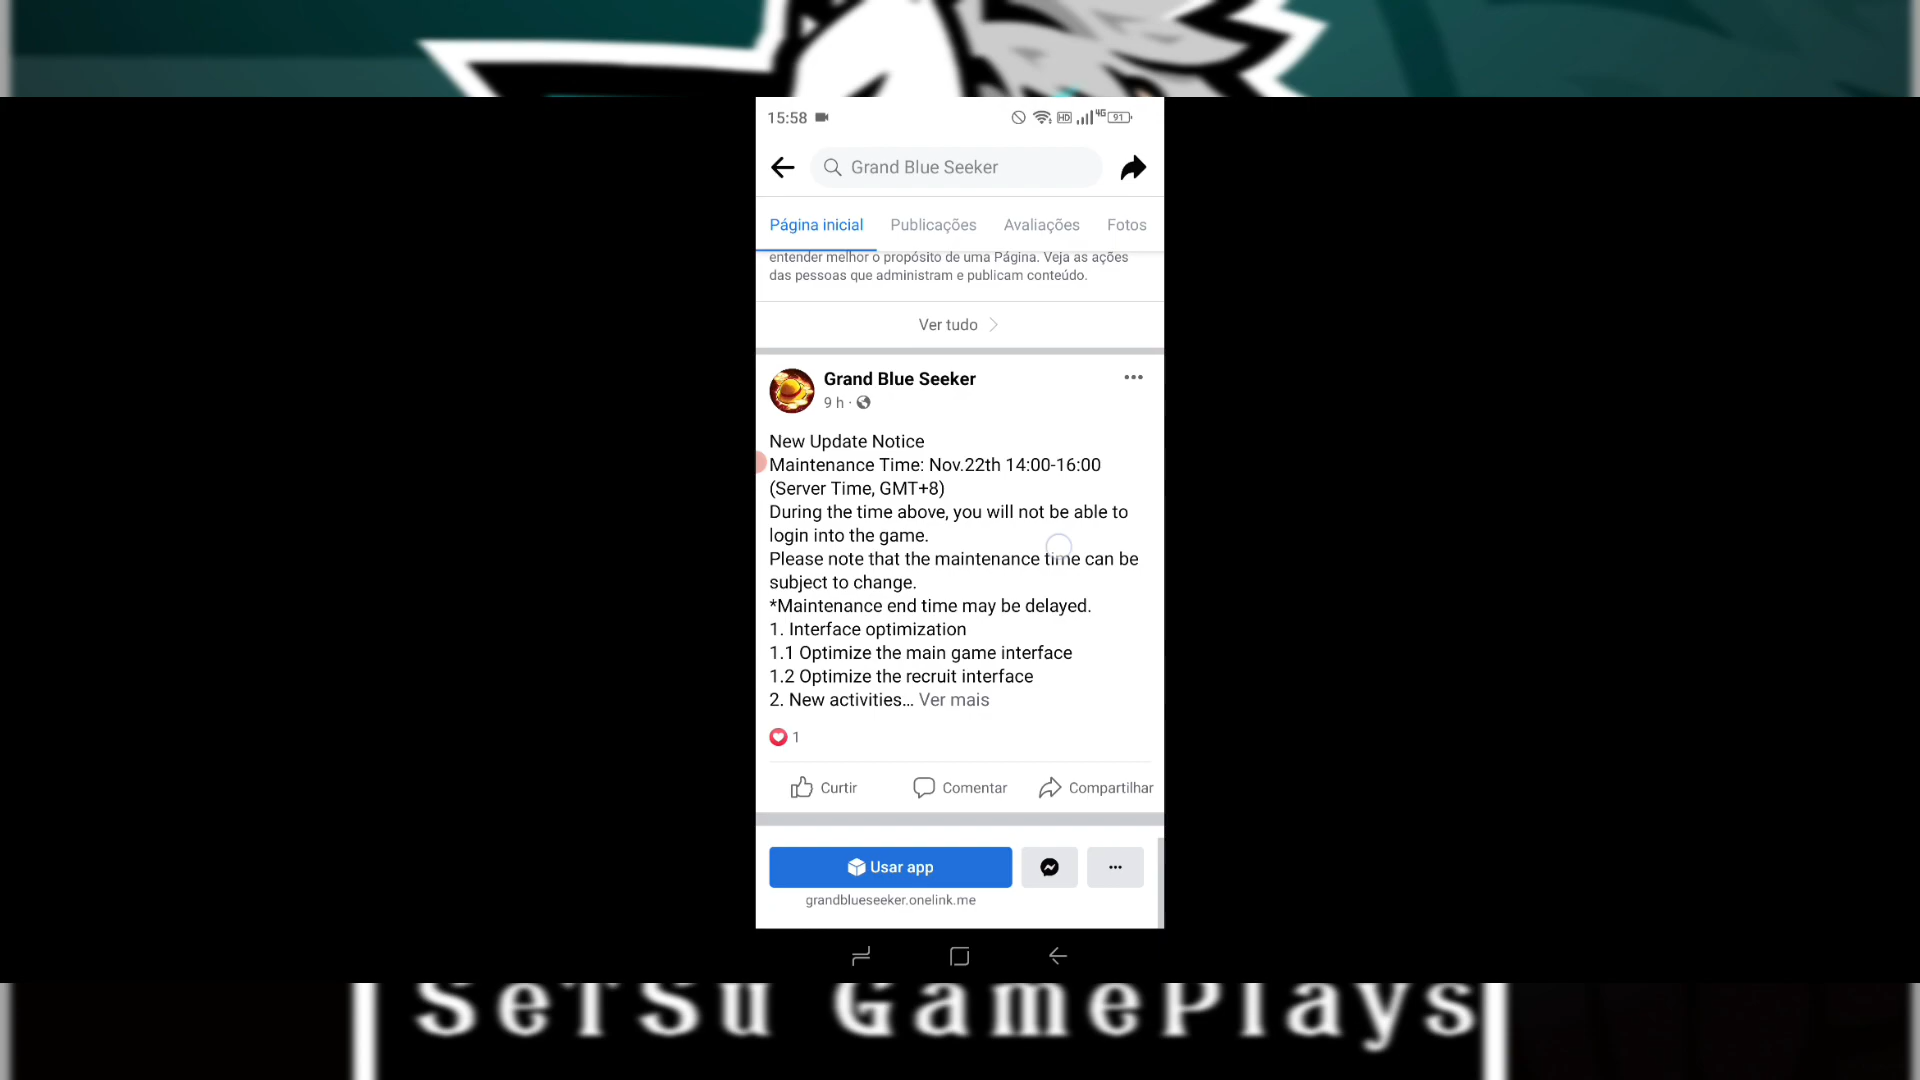 15:58
HD
4G
91
Grand Blue Seeker
Página inicial
Publicações
Avaliações
Fotos
entender melhor o propósito de uma Página. Veja as ações
das pessoas que administram e publicam conteúdo.
Ver tudo
Grand Blue Seeker
9 h ·
New Update Notice
Maintenance Time: Nov.22th 14:00-16:00
(Server Time, GMT+8)
During the time above, you will not be able to
login into the game.
Please note that the maintenance time can be
subject to change.
*Maintenance end time may be delayed.
1. Interface optimization
1.1 Optimize the main game interface
1.2 Optimize the recruit interface
2. New activities... Ver mais
1
Curtir
Comentar
Compartilhar
Usar app
grandblueseeker.onelink.me
SeTSu GamePlays